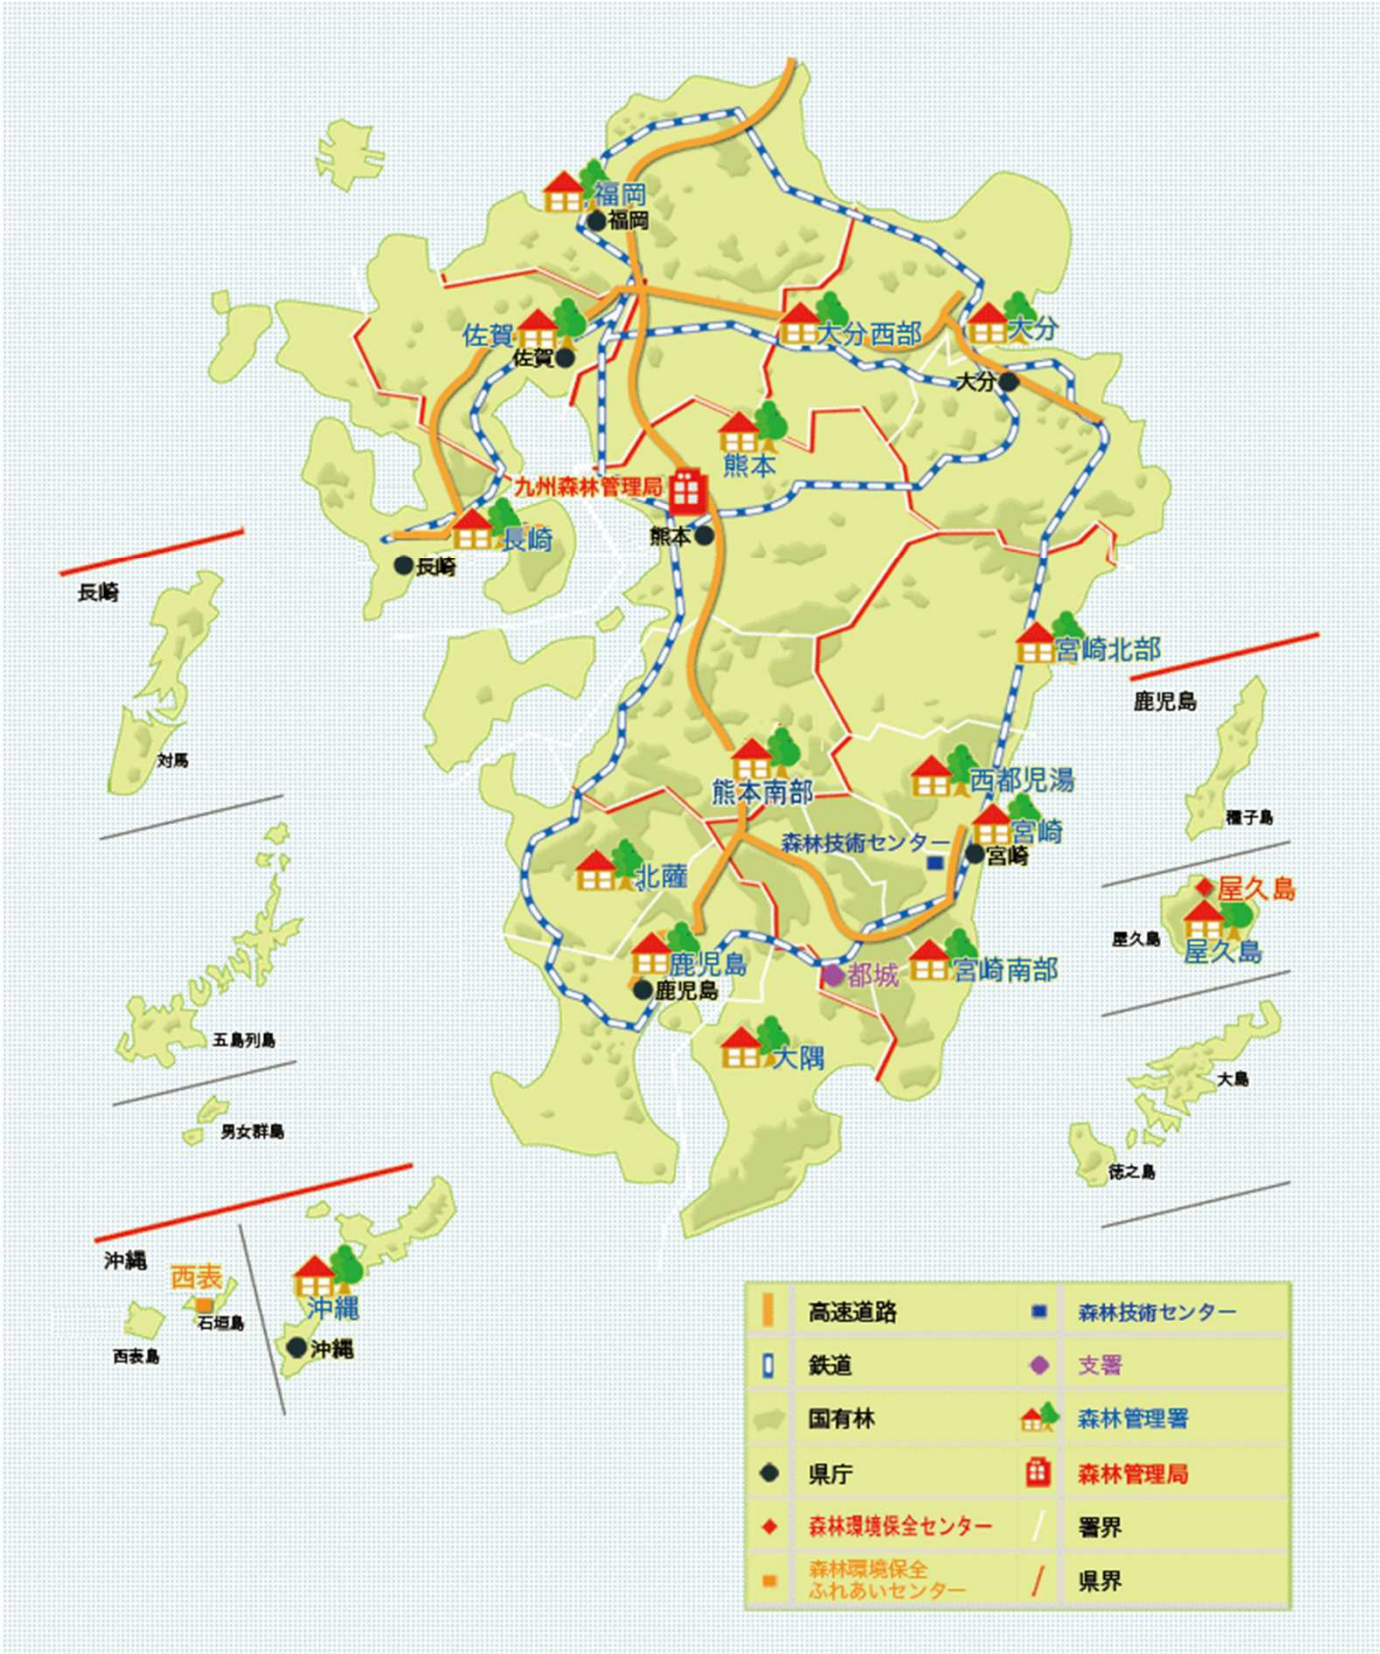 福岡
福岡
佐賀
佐賀
大分西部
大分
大分
熊本
九州森林管理局
熊本
長崎
長崎
長崎
対馬
五島列島
男女群島
宮崎北部
鹿児島
種子島
屋久島
屋久島
屋久島
大島
徳之島
熊本南部
西都児湯
宮崎
宮崎
森林技術センター
北薩
鹿児島
鹿児島
都城
宮崎南部
大隅
沖縄
西表
石垣島
西表島
沖縄
沖縄
高速道路
森林技術センター
鉄道
支署
国有林
森林管理署
県庁
森林管理局
森林環境保全センター
署界
森林環境保全
ふれあいセンター
県界